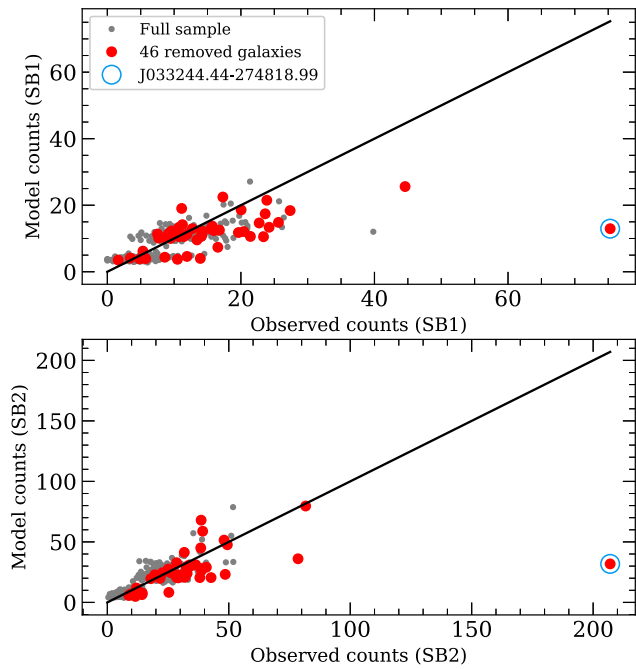 Full sample
46 removed galaxies
J033244.44-274818.99
Model counts (SB1)
60
40
20
0
0
20
40
60
Observed counts (SB1)
Model counts (SB2)
200
150
100
50
0
0
50
100
150
200
Observed counts (SB2)